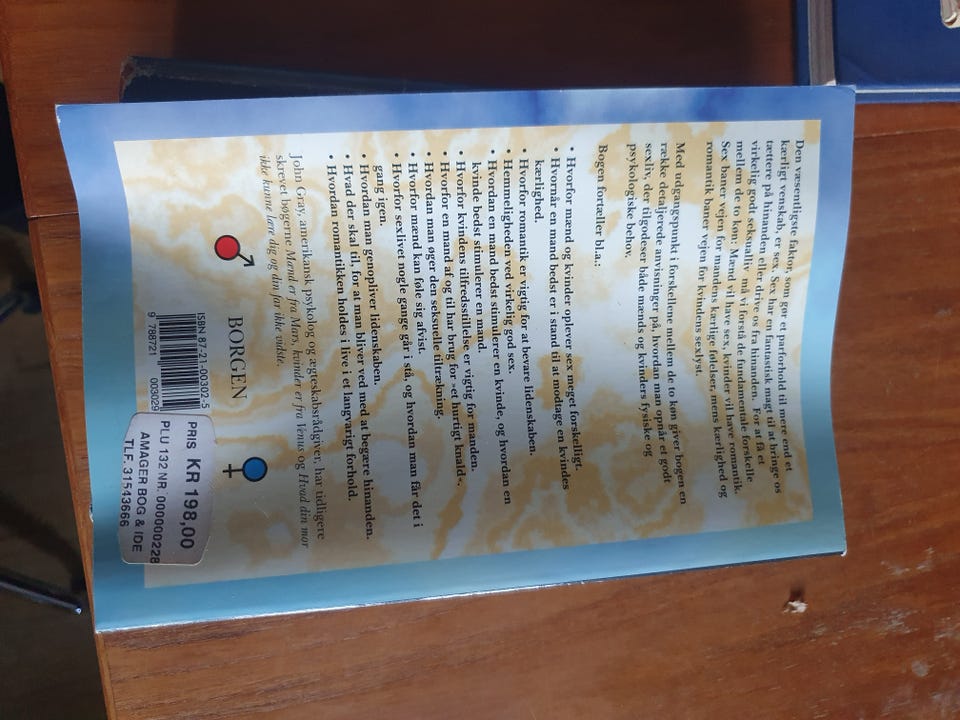 Den væsentligste faktor, som gør et parforhold til mere end et
kærligt venskab, er sex. Sex har en fantastisk magt til at bringe os
tættere på hinanden eller drive os fra hinanden. For at få et
virkelig godt seksualliv må vi forstå de fundamentale forskelle
mellem de to køn: Mænd vil have sex, kvinder vil have romantik.
Sex baner vejen for mandens kærlige følelser, mens kærlighed og
romantik baner vejen for kvindens sexlyst.
Med udgangspunkt i forskellene mellem de to køn giver bogen en
række detaljerede anvisninger på, hvordan man opnår et godt
sexliv, der tilgodeser både mænds og kvinders fysiske og
psykologiske behov.
Bogen fortæller bl.a.:
• Hvorfor mænd og kvinder oplever sex meget forskelligt.
• Hvornår en mand bedst er i stand til at modtage en kvindes
kærlighed.
• Hvorfor romantik er vigtig for at bevare lidenskaben.
• Hemmeligheden ved virkelig god sex.
• Hvordan en mand bedst stimulerer en kvinde, og hvordan en
kvinde bedst stimulerer en mand.
• Hvorfor kvindens tilfredsstillelse er vigtig for manden.
• Hvorfor en mand af og til har brug for »et hurtigt knald«.
• Hvordan man øger den seksuelle tiltrækning.
• Hvorfor mænd kan føle sig afvist.
• Hvorfor sexlivet nogle gange går i stå, og hvordan man får det i
gang igen.
• Hvordan man genopliver lidenskaben.
• Hvad der skal til, for at man bliver ved med at begære hinanden.
• Hvordan romantikken holdes i live i et langvarigt forhold.
John Gray, amerikansk psykolog og ægteskabsrådgiver, har tidligere
skrevet bøgerne Mænd er fra Mars, kvinder er fra Venus og Hvad din mor
ikke kunne lære dig og din far ikke vidste.
BORGEN
ISBN 87-21-00302-5
9 788721 003029
PRIS KR 198,00
PLU 132 NR. 000000228
AMAGER BOG & IDE
TLF. 31543666